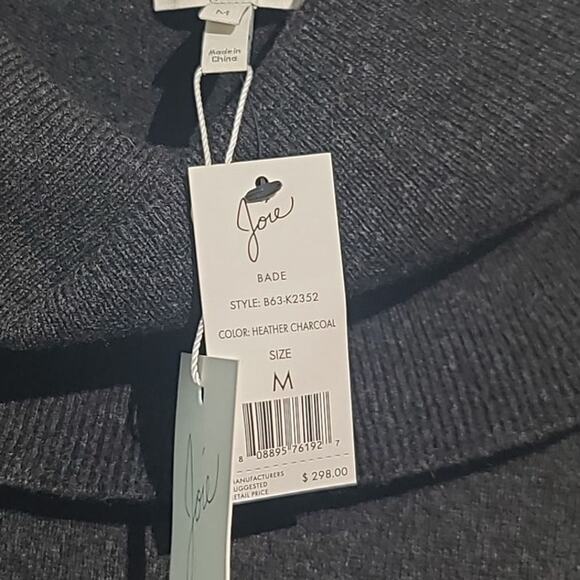 M
Made in
China
Joie
BADE
STYLE: B63-K2352
COLOR: HEATHER CHARCOAL
SIZE
M
8 08895 76192 7
MANUFACTURERS
SUGGESTED
RETAIL PRICE
$ 298.00
Joie